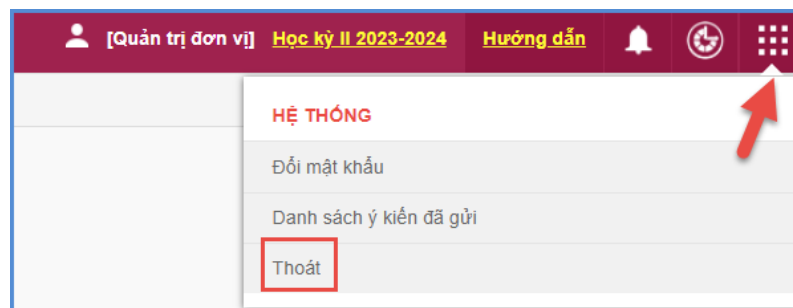 [Quản trị đơn vị] Học kỳ II 2023-2024 Hướng dẫn
HỆ THỐNG
Đổi mật khẩu
Danh sách ý kiến đã gửi
Thoát